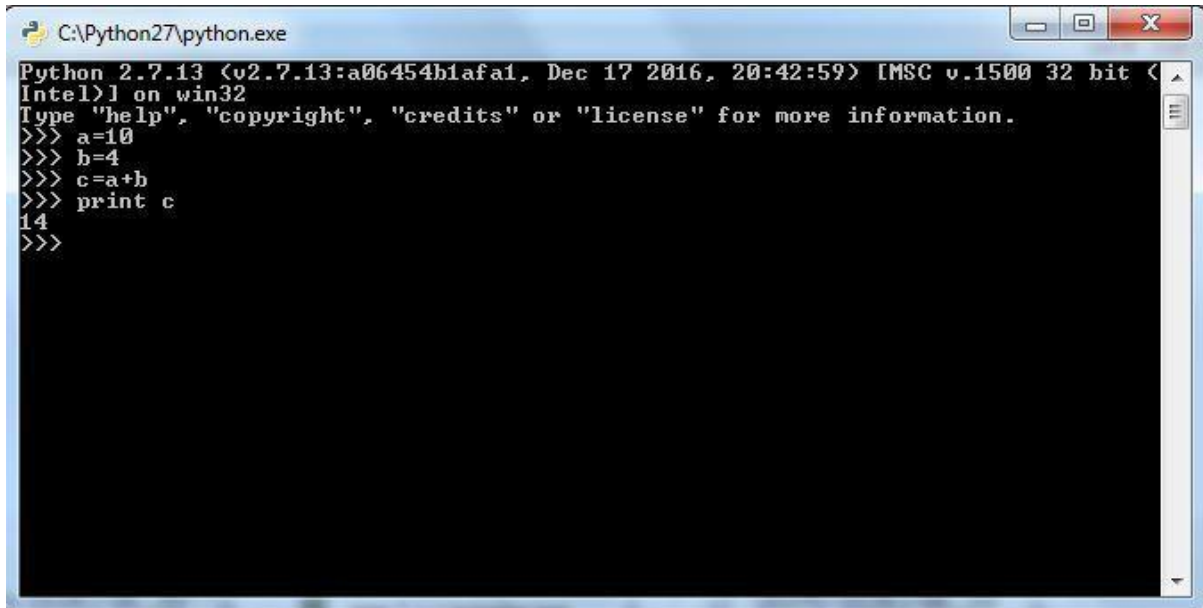 C:\Python27\python.exe
Python 2.7.13 (v2.7.13:a06454b1afa1, Dec 17 2016, 20:42:59) [MSC v.1500 32 bit (
Intel)] on win32
Type "help", "copyright", "credits" or "license" for more information.
>>> a=10
>>> b=4
>>> c=a+b
>>> print c
14
>>>